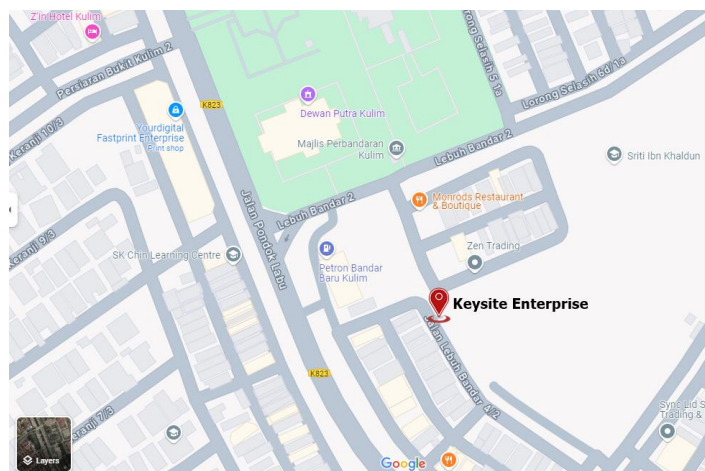 Z'in Hotel Kulim
Persiaran Bukit Kulim 2
K823
Lorong Selasih 5 1a
Lorong Selasih 6d/1a
Dewan Putra Kulim
Yourdigital
Fastprint Enterprise
Print shop
Keranji 10/3
Majlis Perbandaran
Kulim
Lebuh Bandar 2
Sriti Ibn Khaldun
Jalan Pondok Labu
Lebuh Bandar 2
Monrods Restaurant
& Boutique
Keranji 9/3
SK Chim Learning Centre
Petron Bandar
Baru Kulim
Zen Trading
Keysite Enterprise
Jalan Lebuh Bandar 4/2
K823
Keranji 7/3
Sync Lid S
Trading &
Layers
Google